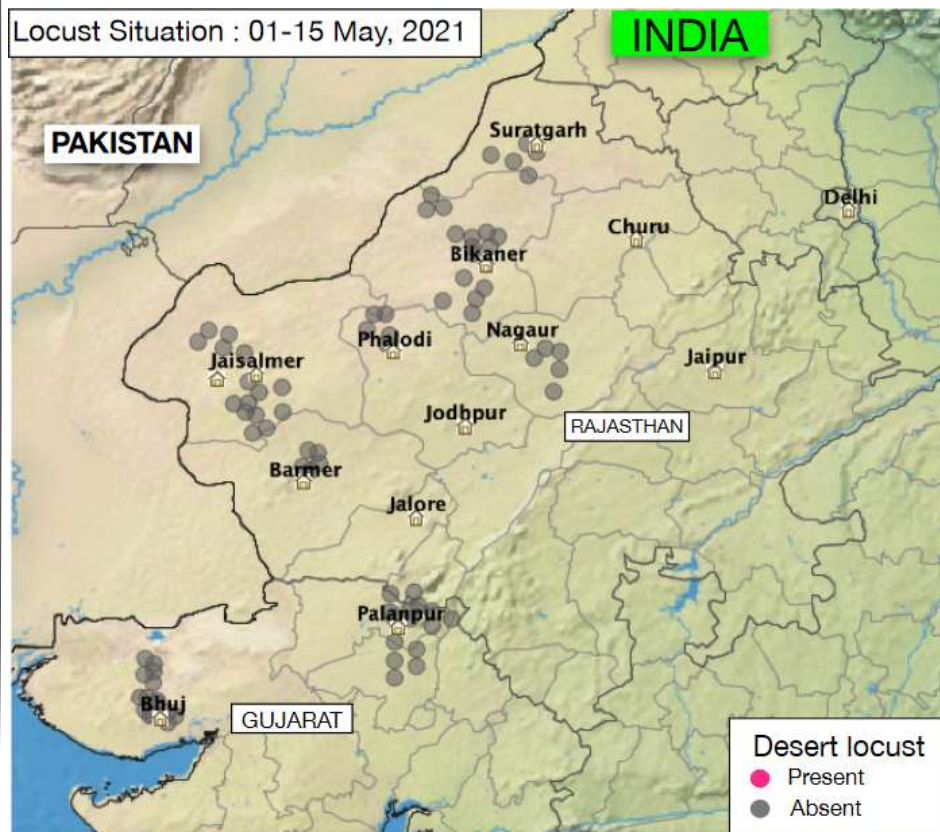 Locust Situation : 01-15 May, 2021
INDIA
PAKISTAN
Suratgarh
Delhi
Churu
Bikaner
Phalodi
Nagaur
Jaisalmer
Jaipur
Jodhpur
RAJASTHAN
Barmer
Jalore
Palanpur
Bhuj
GUJARAT
Desert locust
Present
Absent